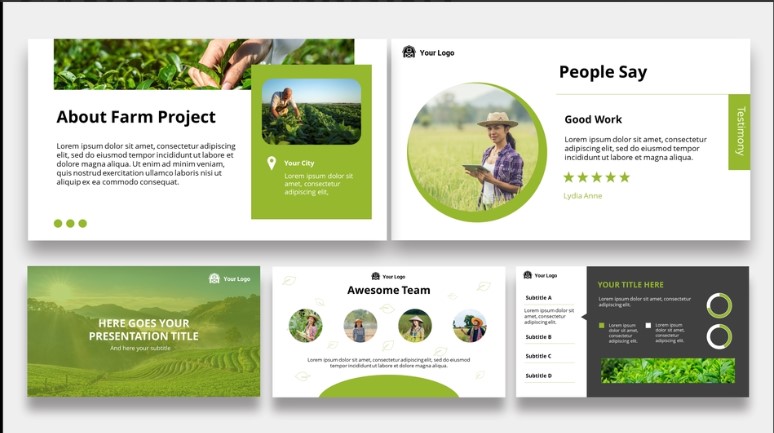 About Farm Project
Lorem ipsum dolor sit amet, consectetur adipiscing
elit, sed do eiusmod tempor incididunt ut labore et
dolore magna aliqua. Ut enim ad minim veniam,
quis nostrud exercitation ullamco laboris nisi ut
aliquip ex ea commodo consequat.
Your City
Lorem ipsum dolor sit
amet, consectetur
adipiscing elit,
Your Logo
People Say
Good Work
Lorem ipsum dolor sit amet, consectetur
adipiscing elit, sed do eiusmod tempor
incididunt ut labore et dolore magna aliqua.
Lydia Anne
Testimony
Your Logo
HERE GOES YOUR
PRESENTATION TITLE
And here your subtitle
Your Logo
Awesome Team
Lorem ipsum dolor sit amet, consectetur adipiscing elit, sed do eiusmod
tempor incididunt ut labore et dolore magna aliqua.
Your Logo
Subtitle A
Lorem ipsum dolor sit
amet, consectetur
adipiscing elit.
Subtitle B
Subtitle C
Subtitle D
YOUR TITLE HERE
Lorem ipsum dolor sit amet, consectetur
adipiscing elit.
Lorem ipsum
dolor sit amet,
consectetur
adipiscing elit.
Lorem ipsum
dolor sit amet,
consectetur
adipiscing elit.